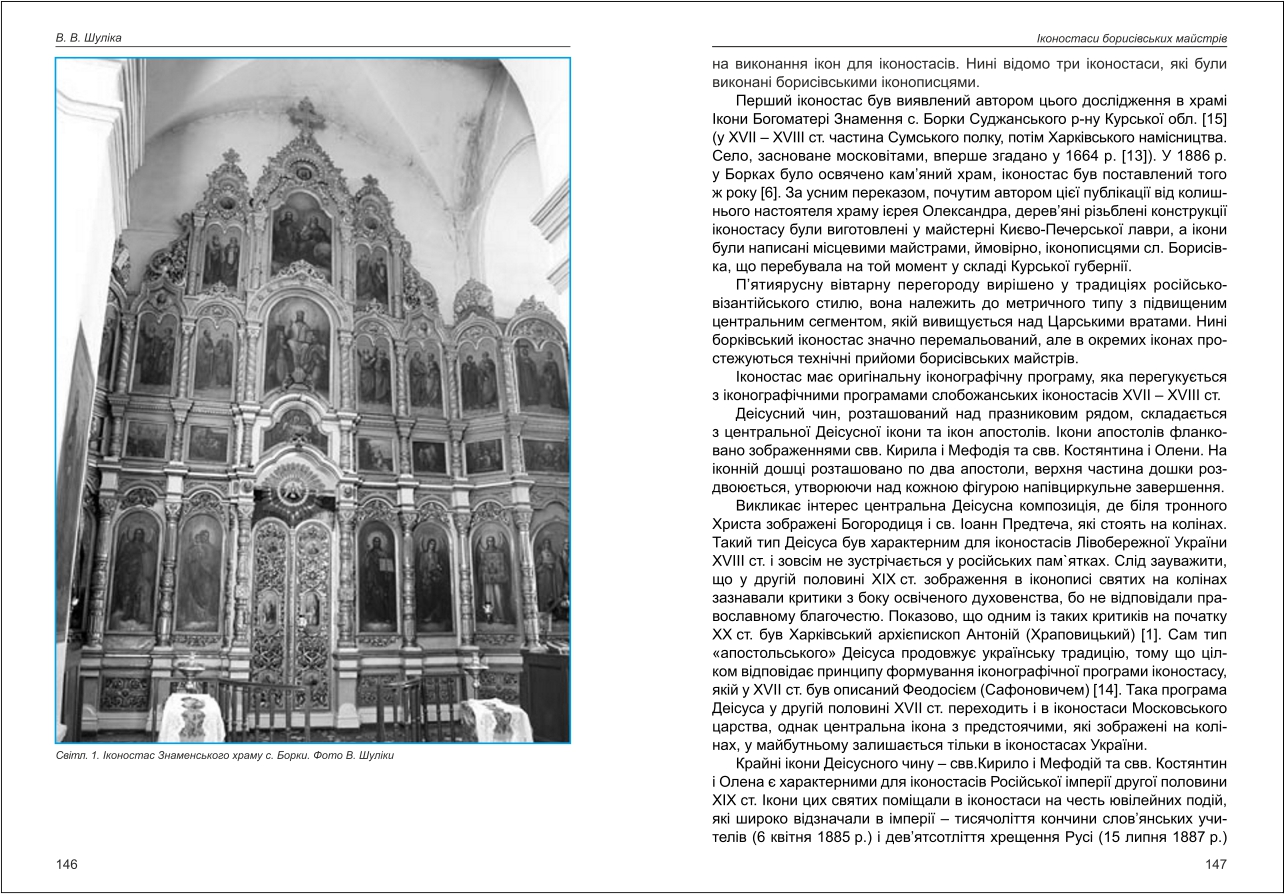 В. В. Шуліка
Світл. 1. Іконостас Знаменського храму с. Борки. Фото В. Шуліки
146
Іконостаси борисівських майстрів
на виконання ікон для іконостасів. Нині відомо три іконостаси, які були
виконані борисівськими іконописцями.
Перший іконостас був виявлений автором цього дослідження в храмі
Ікони Богоматері Знамення с. Борки Суджанського р-ну Курської обл. [15]
(у XVII – XVIII ст. частина Сумського полку, потім Харківського намісництва.
Село, засноване московітами, вперше згадано у 1664 р. [13]). У 1886 р.
у Борках було освячено кам’яний храм, іконостас був поставлений того
ж року [6]. За усним переказом, почутим автором цієї публікації від колиш-
нього настоятеля храму ієрея Олександра, дерев’яні різьблені конструкції
іконостасу були виготовлені у майстерні Києво-Печерської лаври, а ікони
були написані місцевими майстрами, ймовірно, іконописцями сл. Борисів-
ка, що перебувала на той момент у складі Курської губернії.
П’ятиярусну вівтарну перегороду вирішено у традиціях російсько-
візантійського стилю, вона належить до метричного типу з підвищеним
центральним сегментом, якій вивищується над Царськими вратами. Нині
борківський іконостас значно перемальований, але в окремих іконах про-
стежуються технічні прийоми борисівських майстрів.
Іконостас має оригінальну іконографічну програму, яка перегукується
з іконографічними програмами слобожанських іконостасів XVII – XVIII ст.
Деісусний чин, розташований над празниковим рядом, складається
з центральної Деісусної ікони та ікон апостолів. Ікони апостолів фланко-
вано зображеннями свв. Кирила і Мефодія та свв. Костянтина і Олени. На
іконній дошці розташовано по два апостоли, верхня частина дошки роз-
двоюється, утворюючи над кожною фігурою напівциркульне завершення.
Викликає інтерес центральна Деісусна композиція, де біля тронного
Христа зображені Богородиця і св. Іоанн Предтеча, які стоять на колінах.
Такий тип Деісуса був характерним для іконостасів Лівобережної України
XVIII ст. і зовсім не зустрічається у російських пам`ятках. Слід зауважити,
що у другій половині XIX ст. зображення в іконописі святих на колінах
зазнавали критики з боку освіченого духовенства, бо не відповідали пра-
вославному благочестю. Показово, що одним із таких критиків на початку
XX ст. був Харківський архієпископ Антоній (Храповицький) [1]. Сам тип
«апостольського» Деісуса продовжує українську традицію, тому що ціл-
ком відповідає принципу формування іконографічної програми іконостасу,
якій у XVII ст. був описаний Феодосієм (Сафоновичем) [14]. Така програма
Деісуса у другій половині XVII ст. переходить і в іконостаси Московського
царства, однак центральна ікона з предстоячими, які зображені на колі-
нах, у майбутньому залишається тільки в іконостасах України.
Крайні ікони Деісусного чину – свв.Кирило і Мефодій та свв. Костянтин
і Олена є характерними для іконостасів Російської імперії другої половини
XIX ст. Ікони цих святих поміщали в іконостаси на честь ювілейних подій,
які широко відзначали в імперії – тисячоліття кончини слов’янських учи-
телів (6 квітня 1885 р.) і дев’ятсотліття хрещення Русі (15 липня 1887 р.)
147